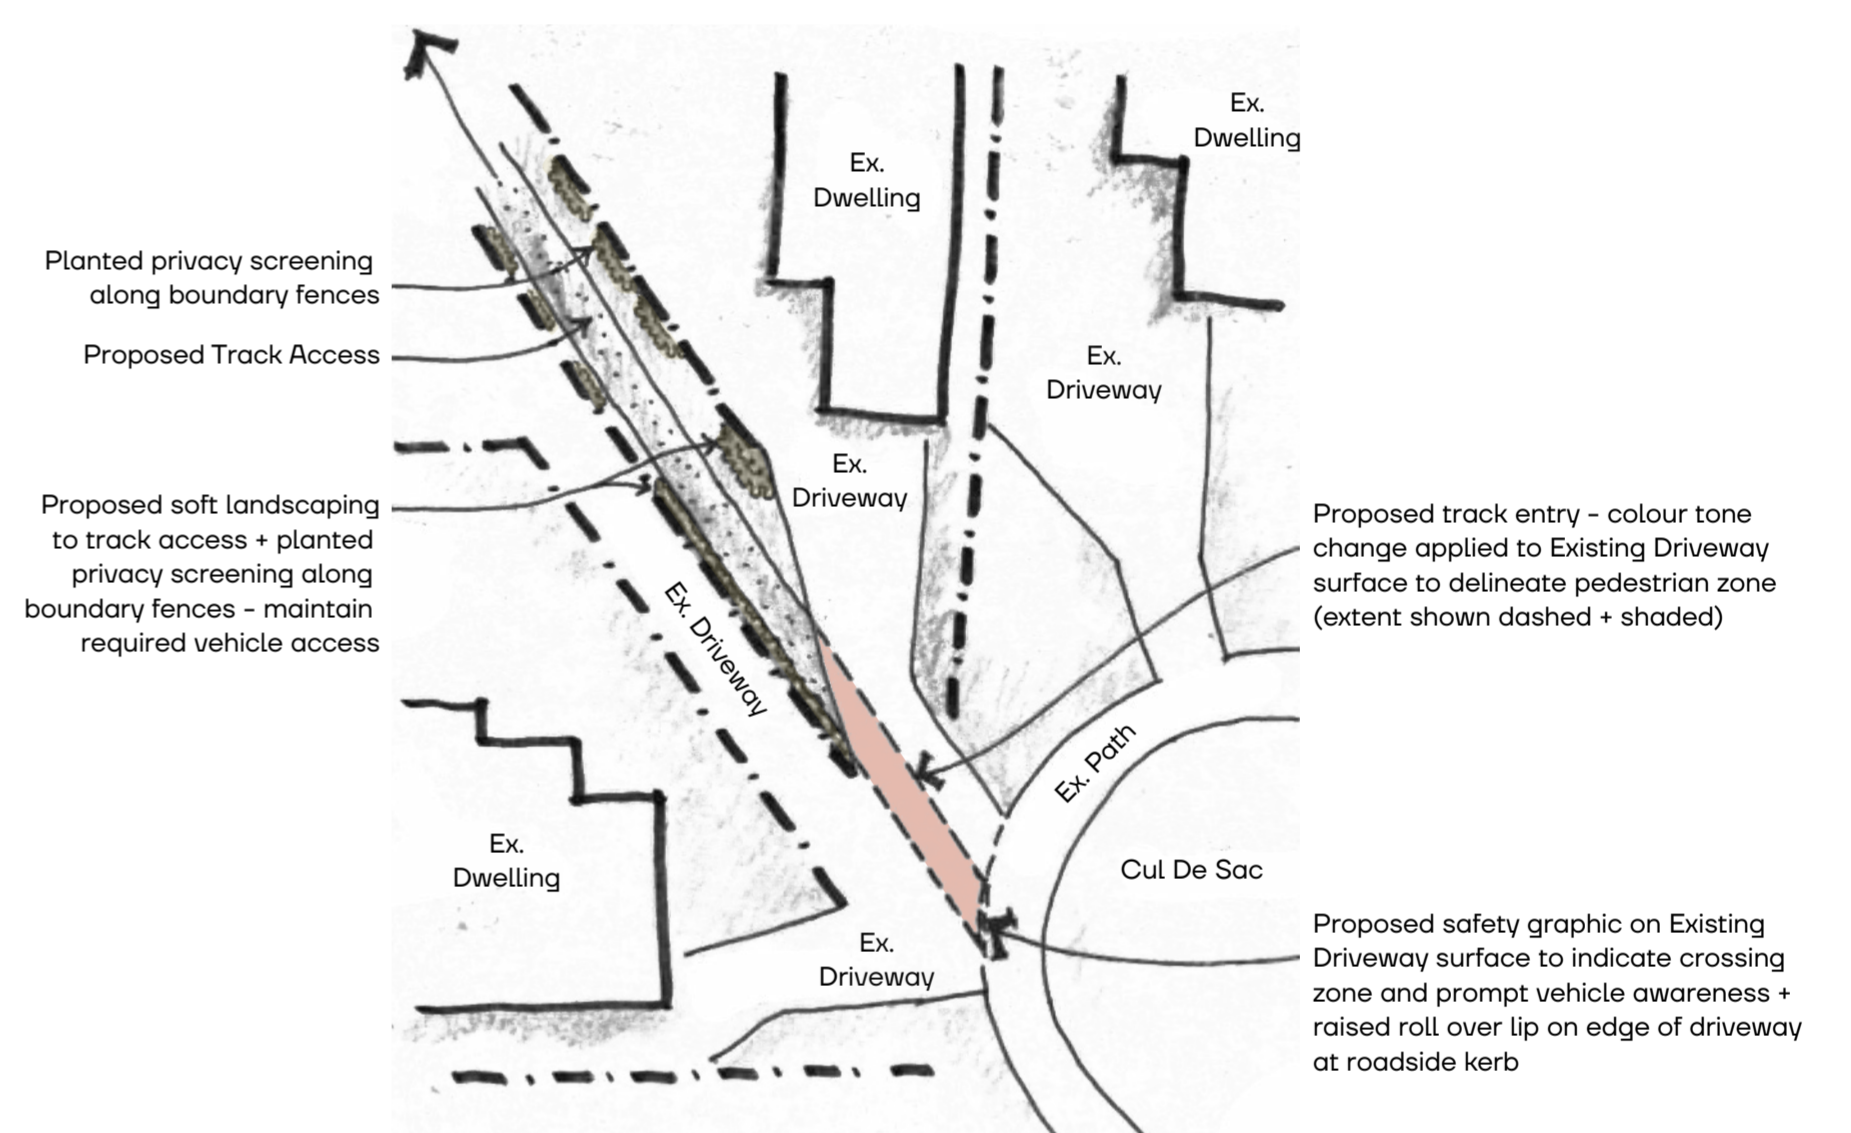 Ex.
Dwelling
Ex.
Dwelling
Planted privacy screening
along boundary fences
Proposed Track Access
Ex.
Driveway
Ex.
Driveway
Proposed soft landscaping
to track access + planted
privacy screening along
boundary fences - maintain
required vehicle access
Proposed track entry - colour tone
change applied to Existing Driveway
surface to delineate pedestrian zone
(extent shown dashed + shaded)
Ex. Driveway
Ex. Path
Ex.
Dwelling
Cul De Sac
Ex.
Driveway
Proposed safety graphic on Existing
Driveway surface to indicate crossing
zone and prompt vehicle awareness +
raised roll over lip on edge of driveway
at roadside kerb